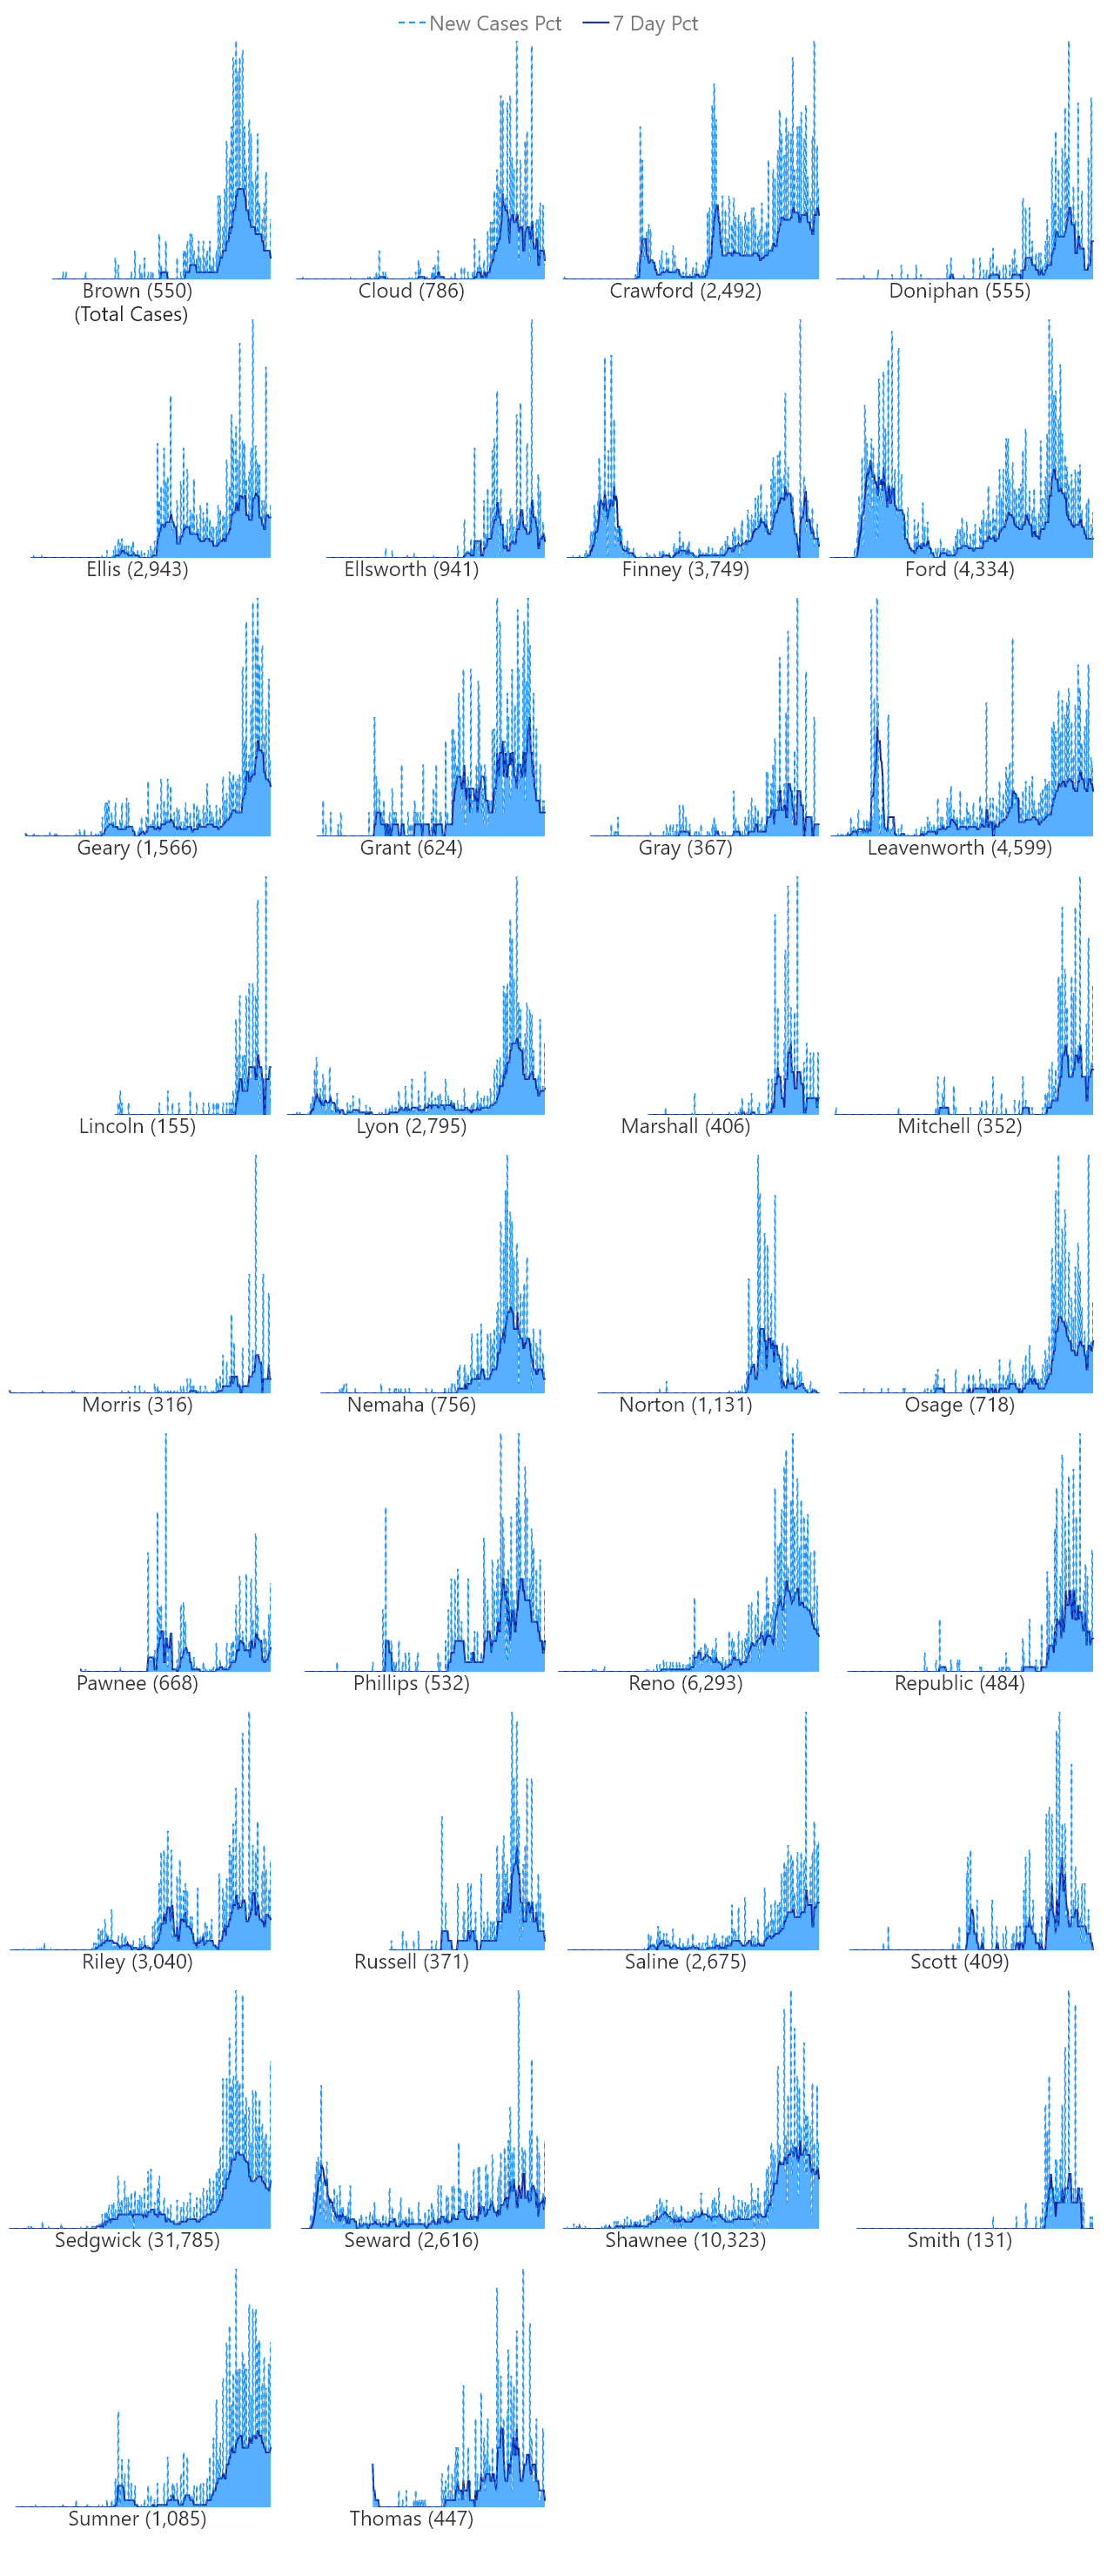 New Cases Pct 7 Day Pct
Brown (550) Cloud (786) Crawford (2,492) Doniphan (555)
(Total Cases)
Ellis (2,943) Ellsworth (941) Finney (3,749) Ford (4,334)
Geary (1,566) Grant (624) Gray (367) Leavenworth (4,599)
Lincoln (155) Lyon (2,795) Marshall (406) Mitchell (352)
Morris (316) Nemaha (756) Norton (1,131) Osage (718)
Pawnee (668) Phillips (532) Reno (6,293) Republic (484)
Riley (3,040) Russell (371) Saline (2,675) Scott (409)
Sedgwick (31,785) Seward (2,616) Shawnee (10,323) Smith (131)
Sumner (1,085) Thomas (447)